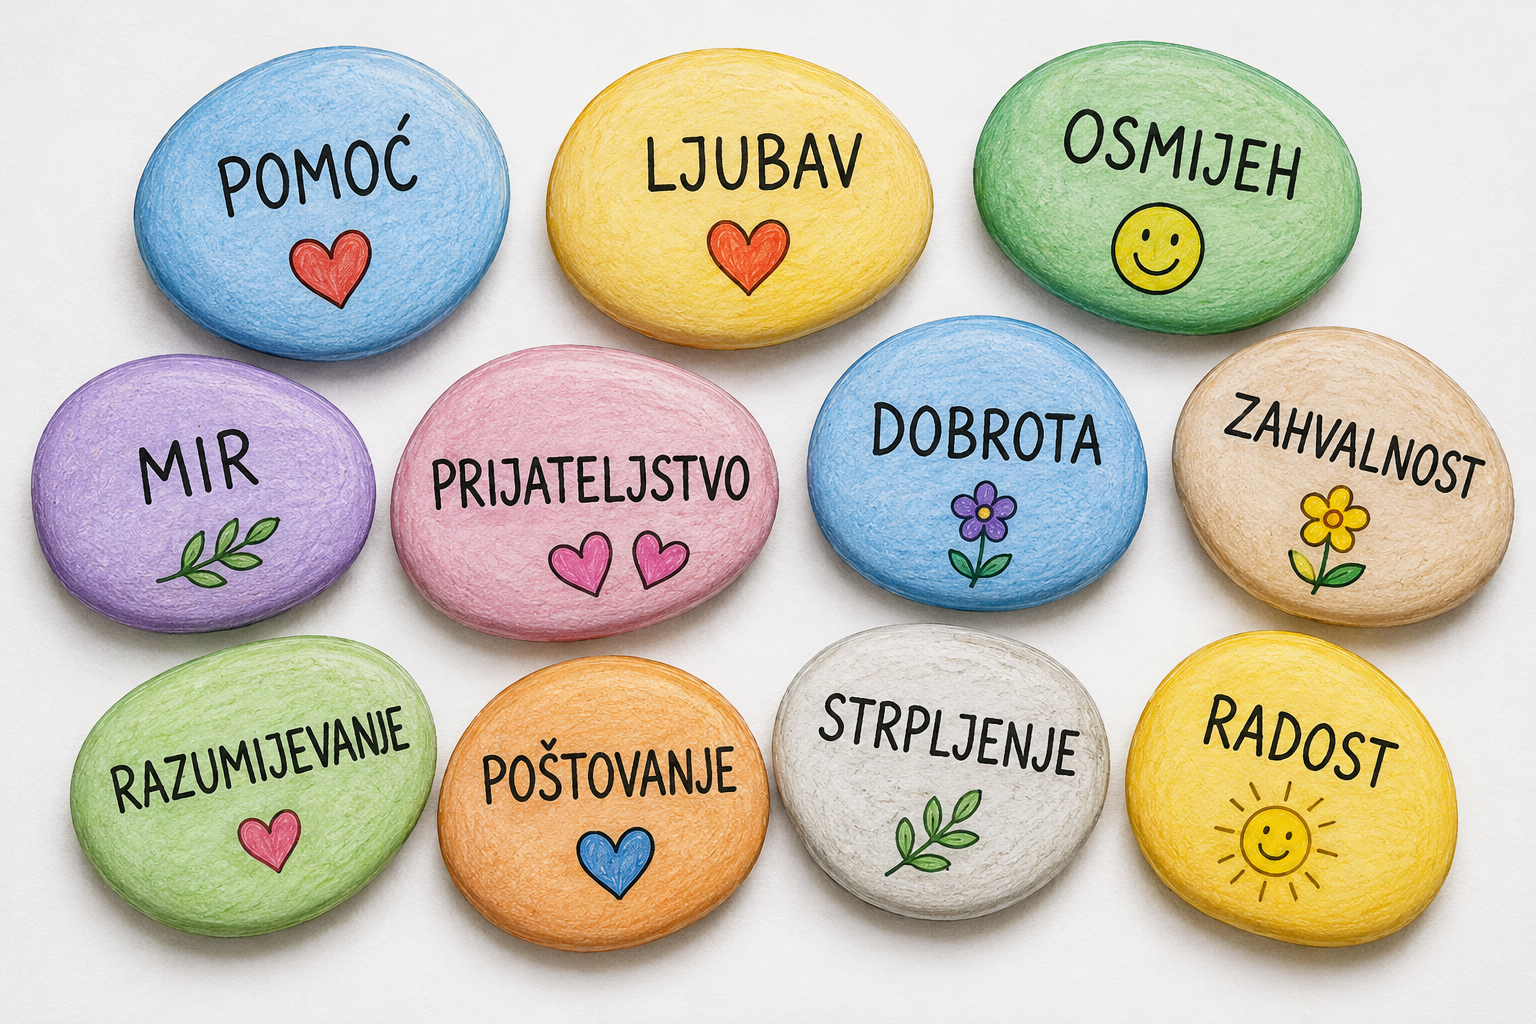 POMOĆ
LJUBAV
OSMIJEH
MIR
PRIJATELJSTVO
DOBROTA
ZAHVALNOST
RAZUMIJEVANJE
POŠTOVANJE
STRPLJENJE
RADOST